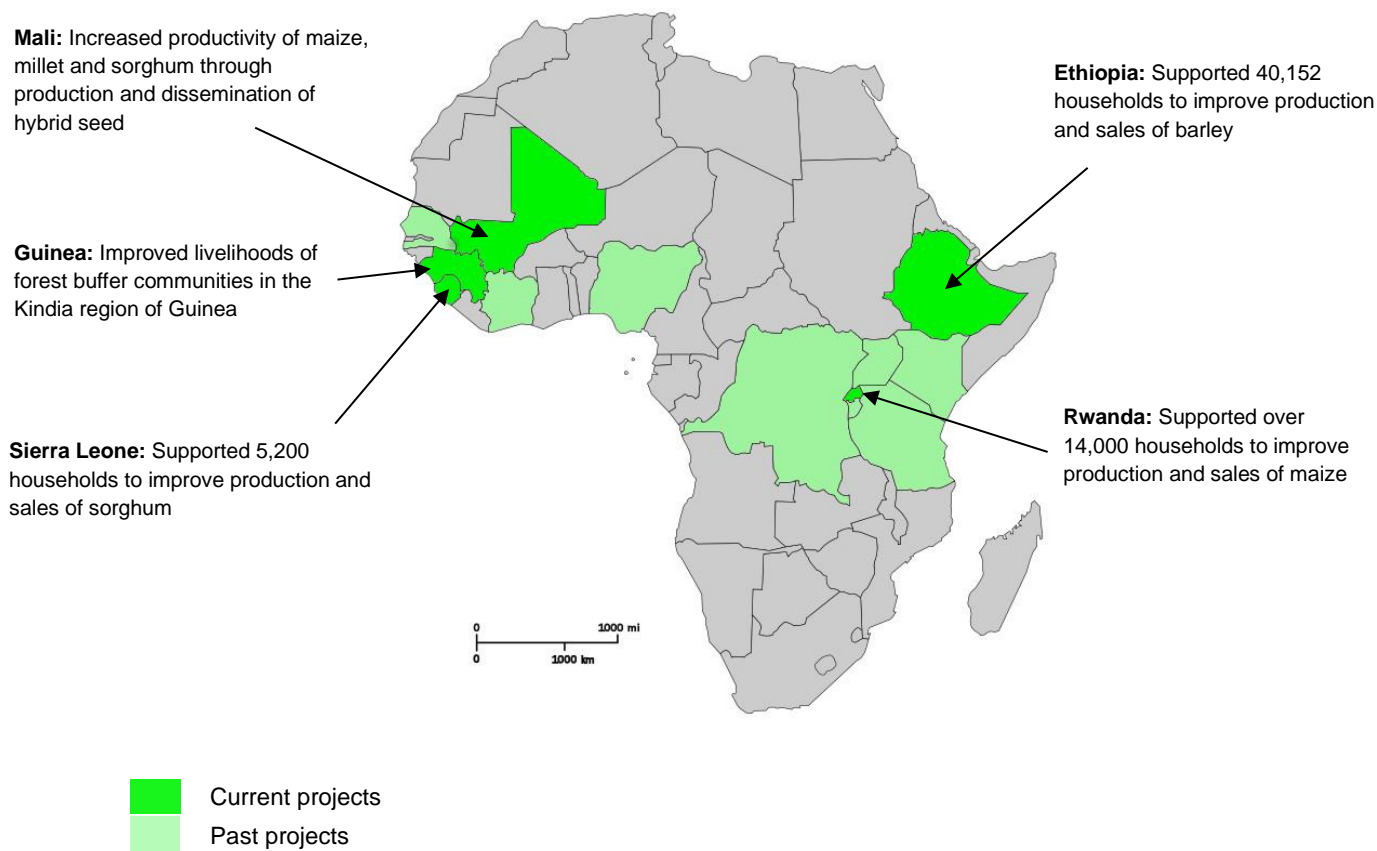 Mali: Increased productivity of maize,
millet and sorghum through
production and dissemination of
hybrid seed
Ethiopia: Supported 40,152
households to improve production
and sales of barley
Guinea: Improved livelihoods of
forest buffer communities in the
Kindia region of Guinea
Sierra Leone: Supported 5,200
households to improve production and
sales of sorghum
Rwanda: Supported over
14,000 households to improve
production and sales of maize
0 1000 mi
0 1000 km
Current projects
Past projects